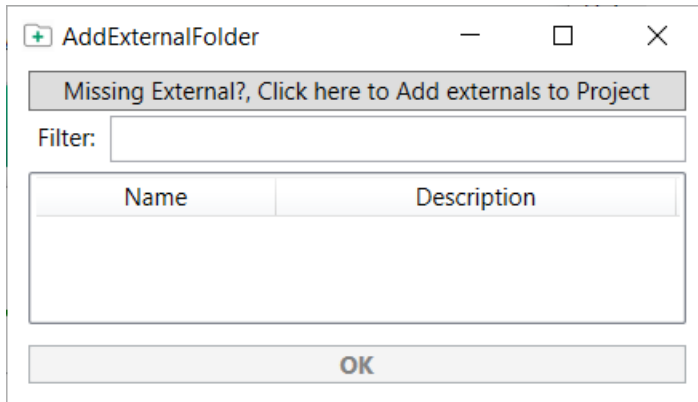 AddExternalFolder
Missing External?, Click here to Add externals to Project
Filter:
Name Description
OK